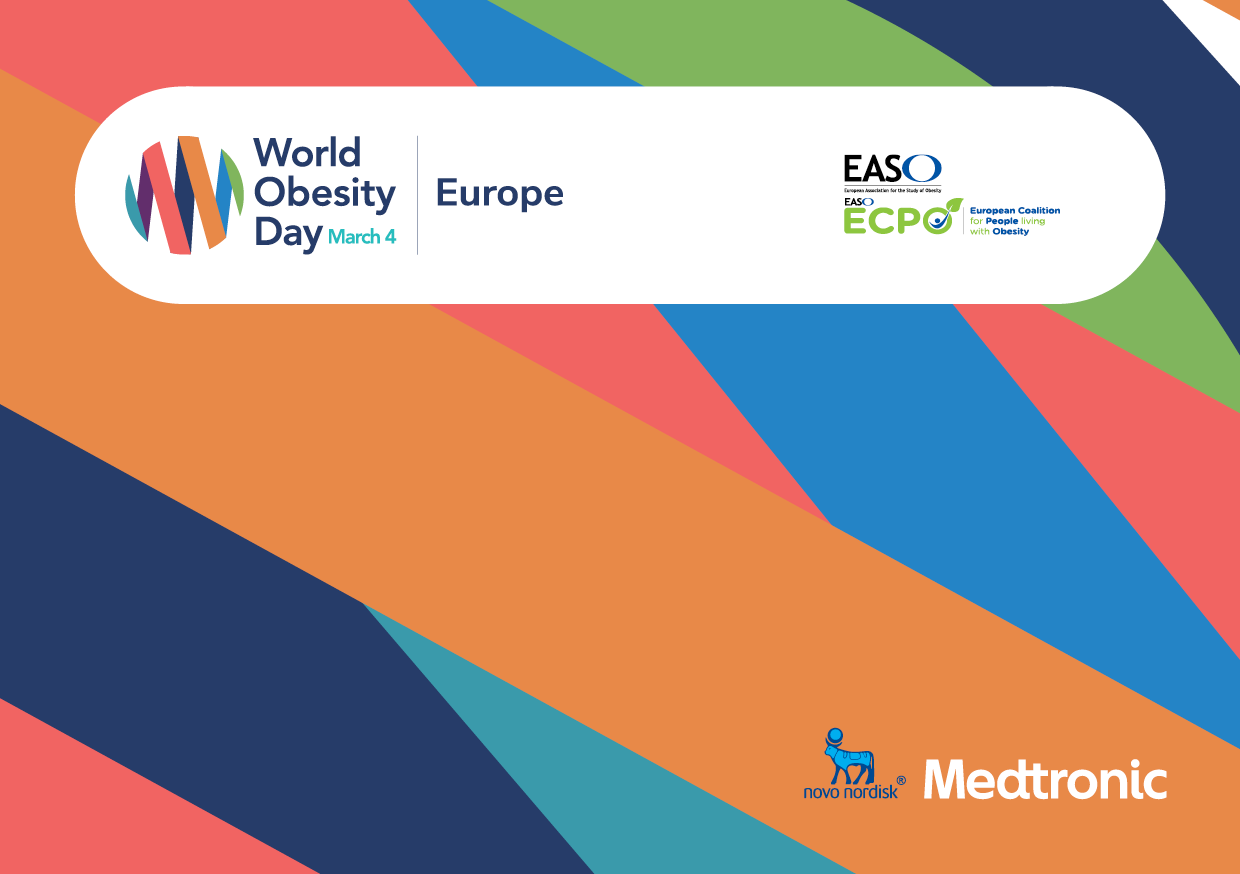 World
Obesity
Day March 4
Europe
EASO
European Association for the Study of Obesity
EASO
ECPO
European Coalition
for People living
with Obesity
novo nordisk®
Medtronic